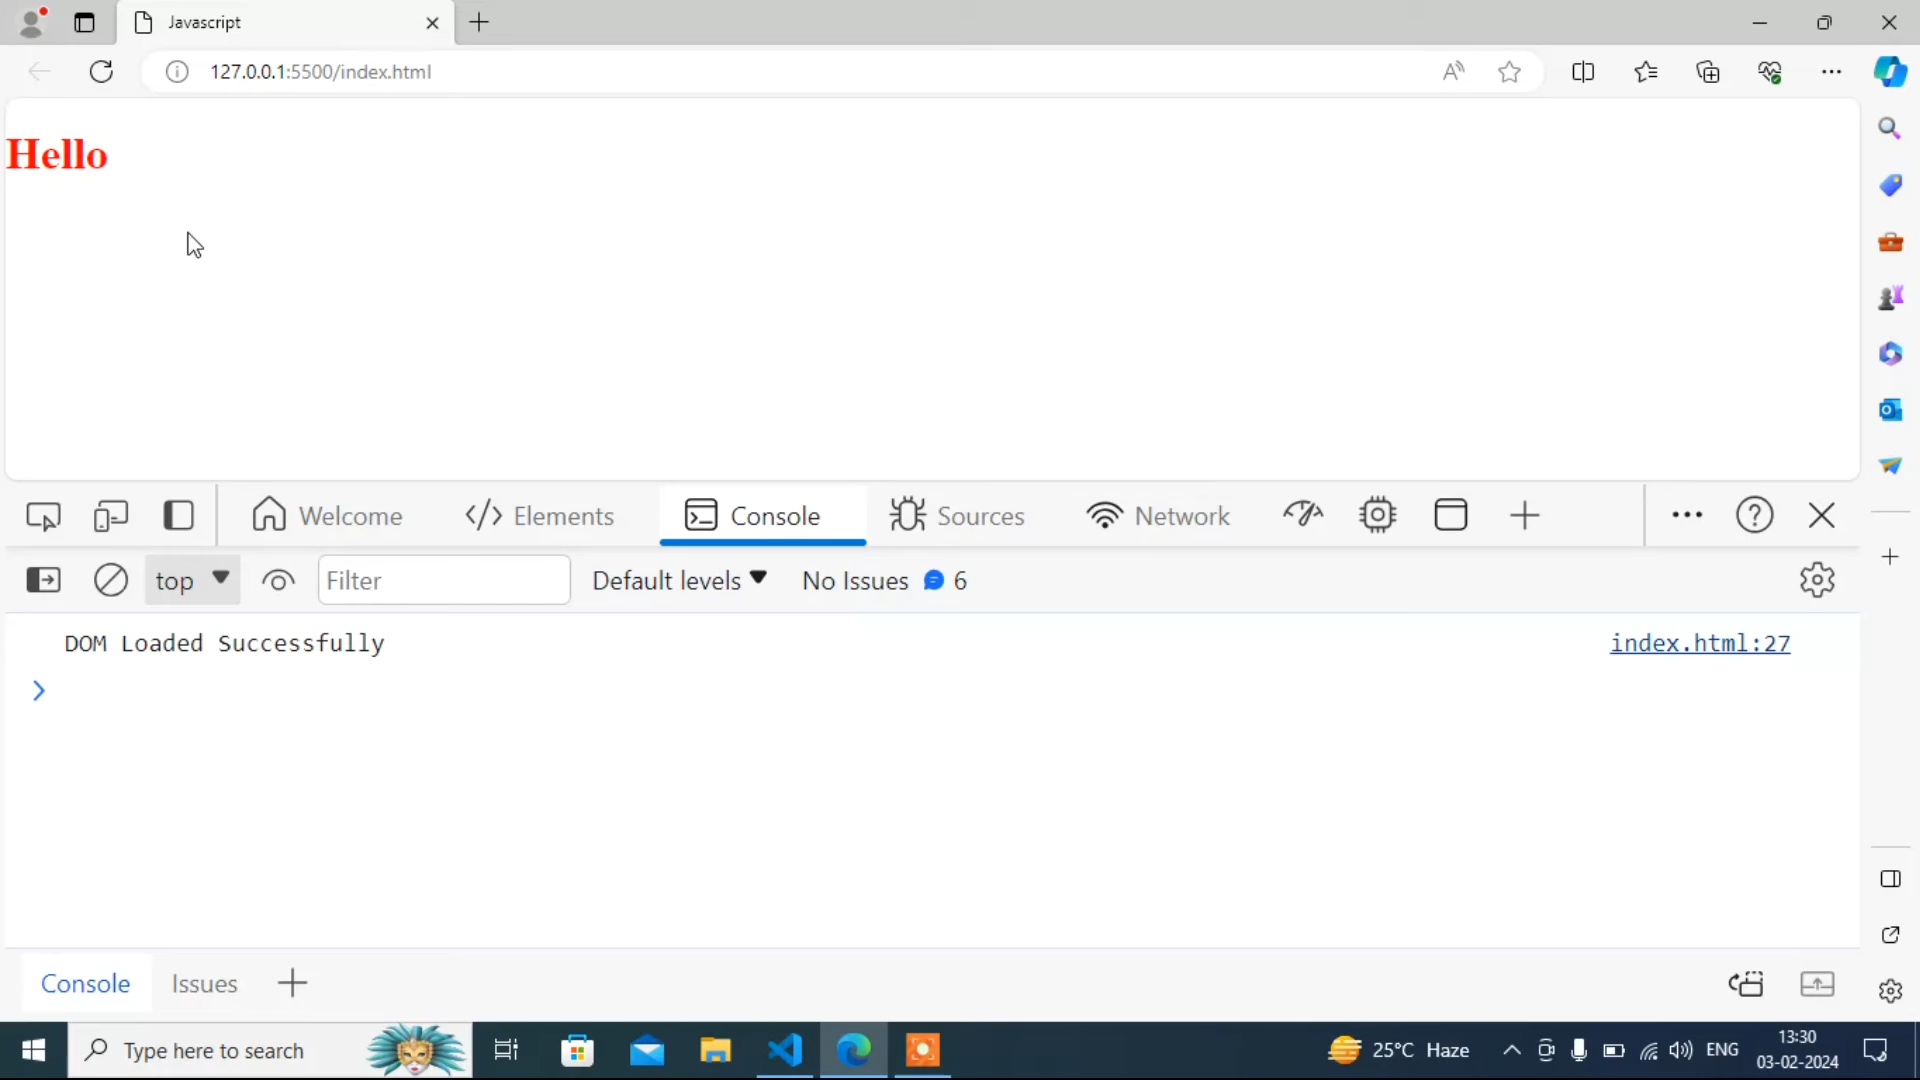 Javascript
127.0.0.1:5500/index.html
Hello
Welcome
Elements
Console
Sources
Network
top
Filter
Default levels
No Issues
6
DOM Loaded Successfully
index.html:27
Console
Issues
Type here to search
25°C Haze
ENG
13:30
03-02-2024